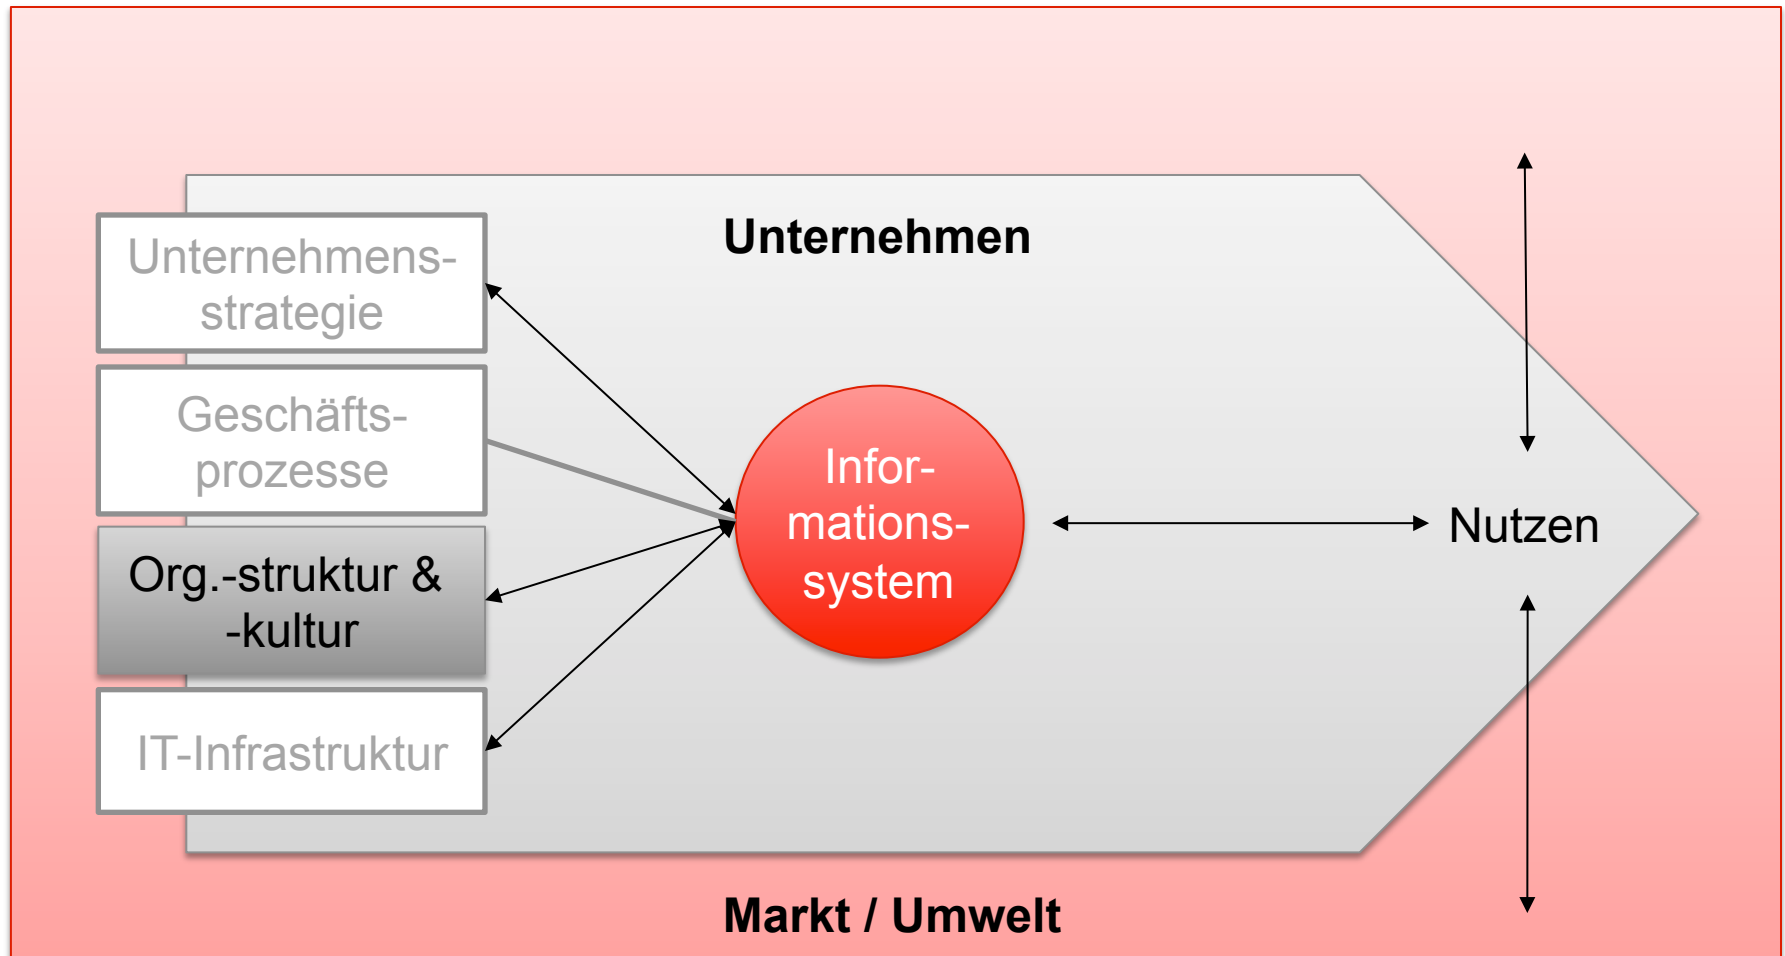 Unternehmen
Unternehmens-
strategie
Geschäfts-
prozesse
Org.-struktur &
-kultur
IT-Infrastruktur
Infor-
mations-
system
Nutzen
Markt / Umwelt